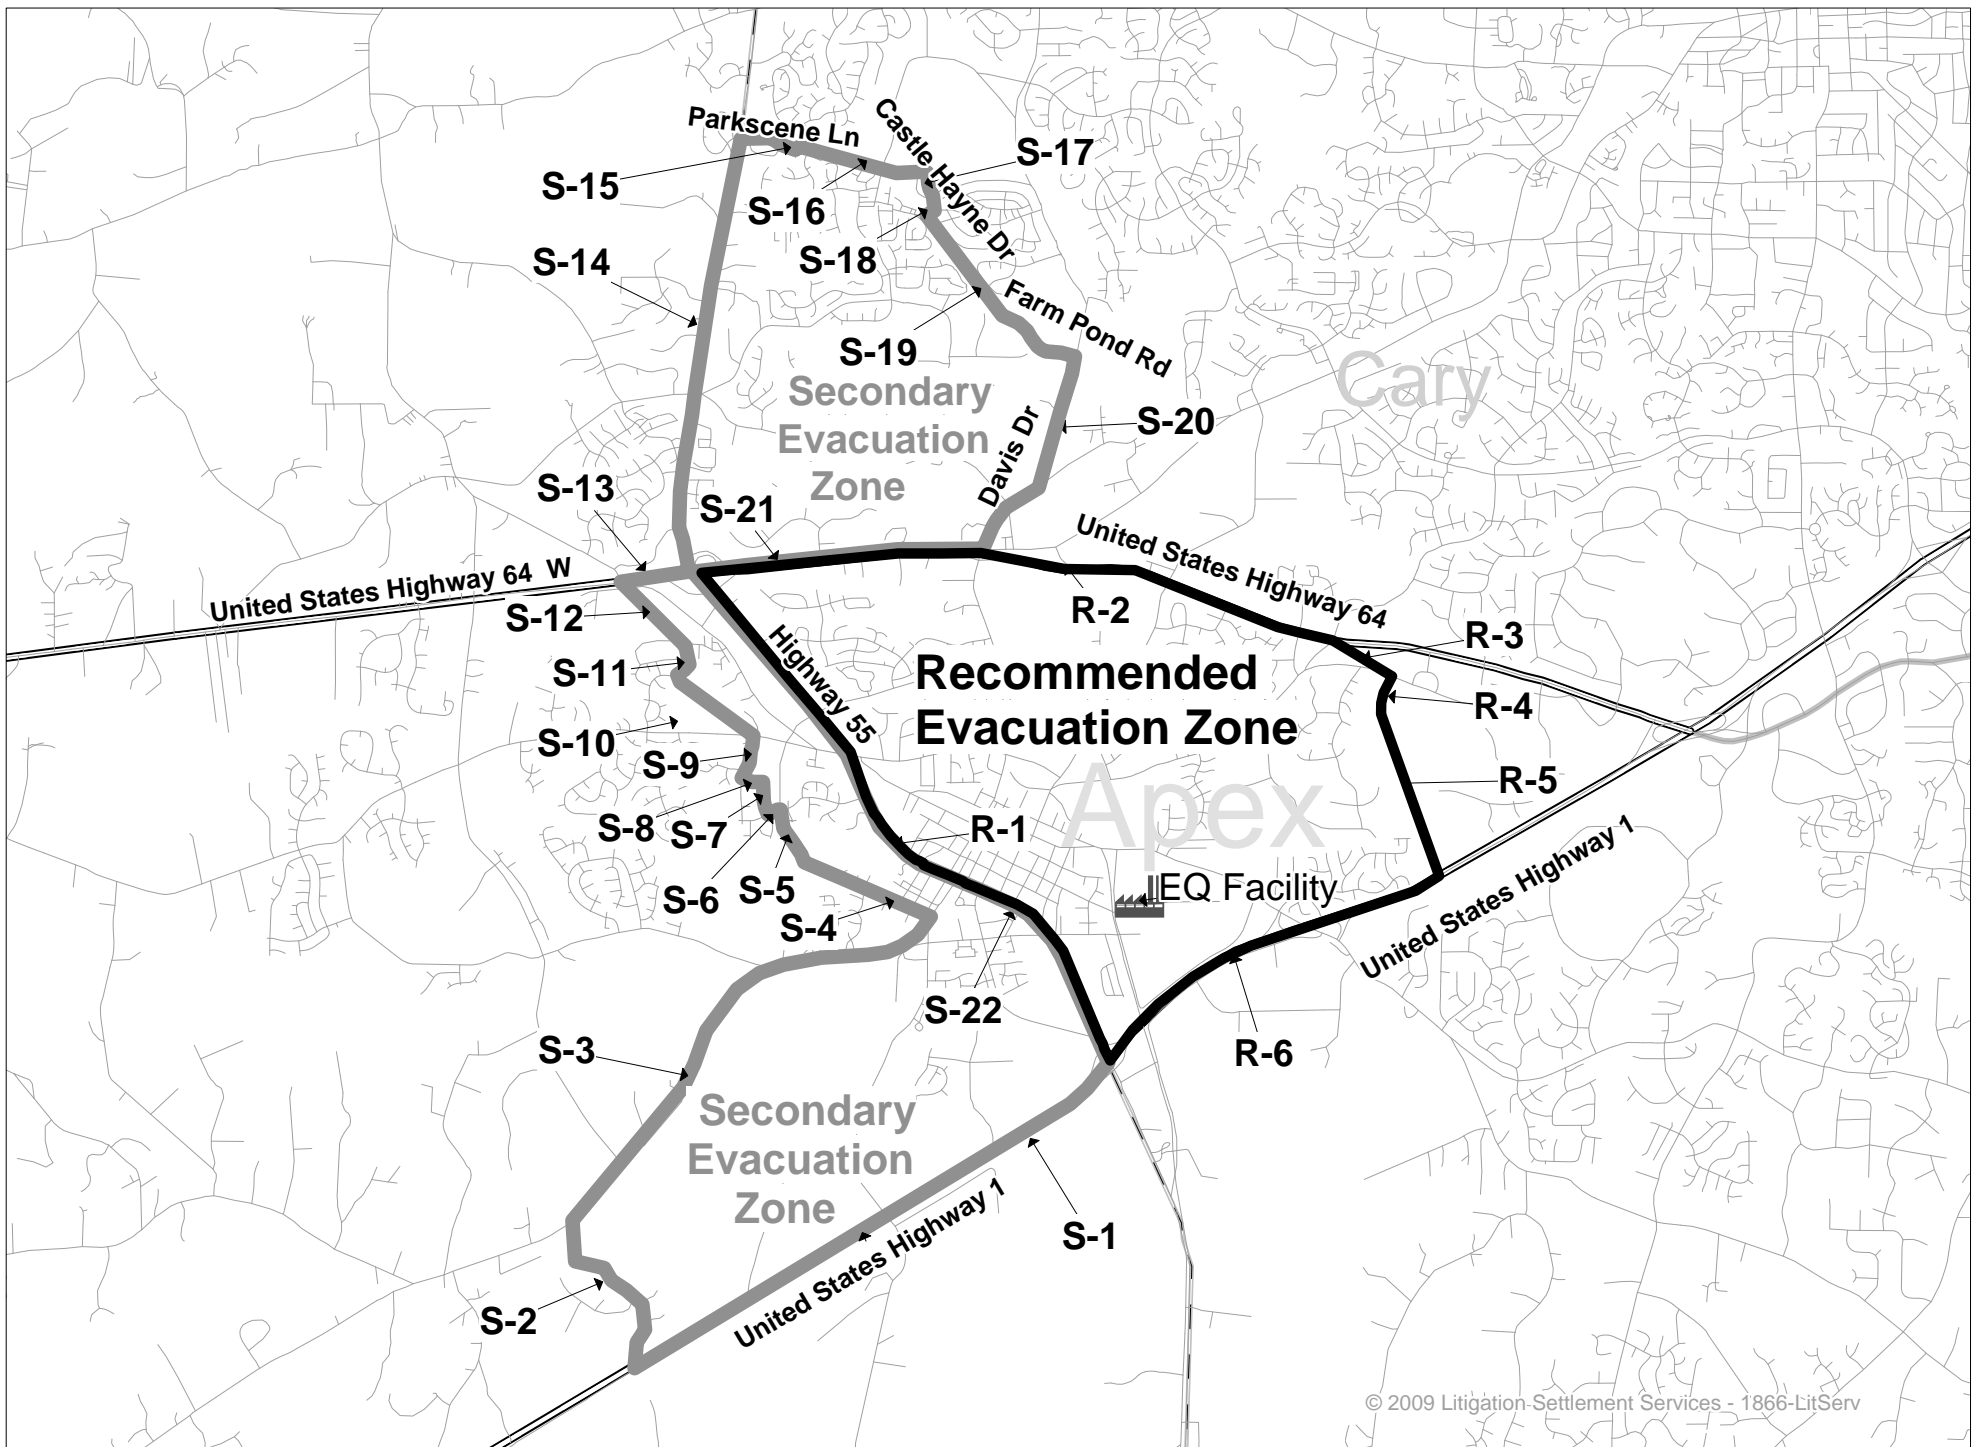 Parkscene Ln
Castle Hayne Dr
S-17
S-15
S-16
S-18
S-14
Farm Pond Rd
S-19
Cary
Secondary
Evacuation
Zone
S-20
Davis Dr
S-13
S-21
United States Highway 64
United States Highway 64 W
S-12
R-2
R-3
Highway 55
S-11
Recommended
Evacuation Zone
R-4
S-10
S-9
R-5
Apex
S-8
S-7
R-1
United States Highway 1
S-6
S-5
EQ Facility
S-4
S-22
S-3
R-6
Secondary
Evacuation
Zone
United States Highway 1
S-1
S-2
© 2009 Litigation Settlement Services - 1866-LitServ